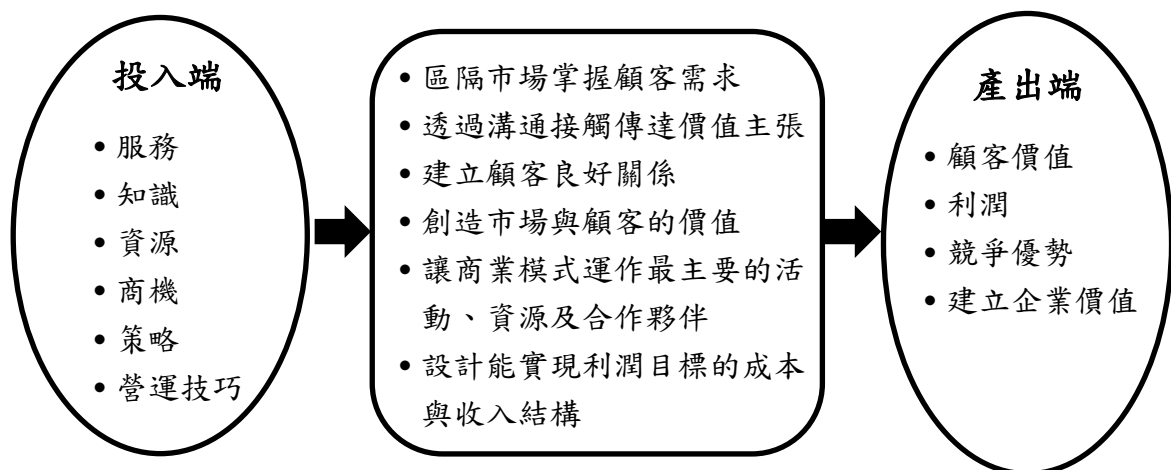 投入端
• 服務
• 知識
• 資源
• 商機
• 策略
• 營運技巧
• 區隔市場掌握顧客需求
• 透過溝通接觸傳達價值主張
• 建立顧客良好關係
• 創造市場與顧客的價值
• 讓商業模式運作最主要的活
動、資源及合作夥伴
• 設計能實現利潤目標的成本
與收入結構
產出端
• 顧客價值
• 利潤
• 競爭優勢
• 建立企業價值